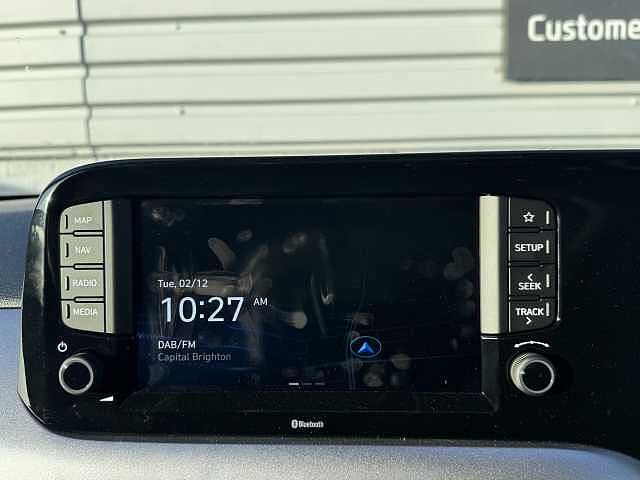 Custome
MAP
NAV
RADIO
MEDIA
Tue, 02/12
10:27 AM
DAB/FM
Capital Brighton
SETUP
SEEK
TRACK
Bluetooth